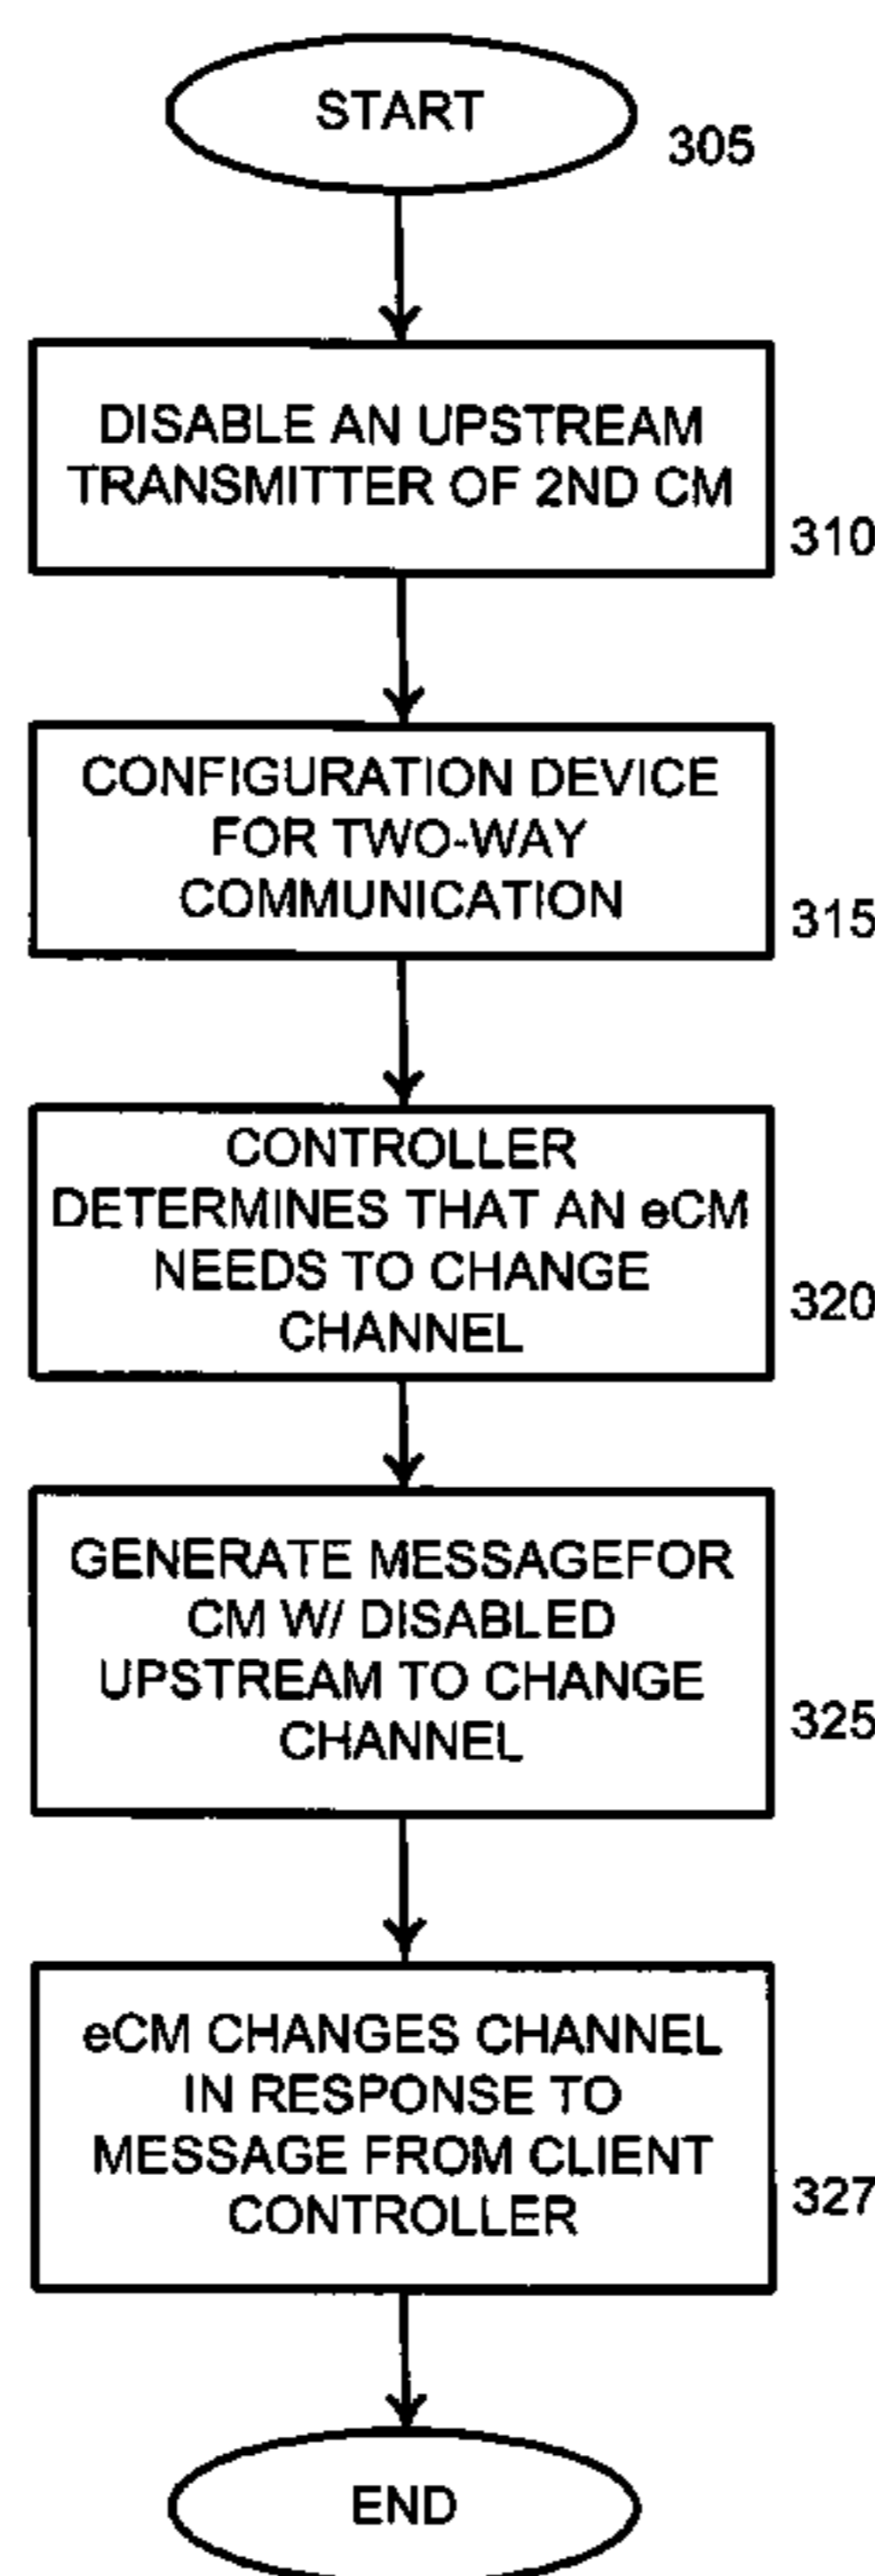 START
305
DISABLE AN UPSTREAM
TRANSMITTER OF 2ND CM
310
CONFIGURATION DEVICE
FOR TWO-WAY
COMMUNICATION
315
CONTROLLER
DETERMINES THAT AN eCM
NEEDS TO CHANGE
CHANNEL
320
GENERATE MESSAGEFOR
CM W/ DISABLED
UPSTREAM TO CHANGE
CHANNEL
325
eCM CHANGES CHANNEL
IN RESPONSE TO
MESSAGE FROM CLIENT
CONTROLLER
327
END